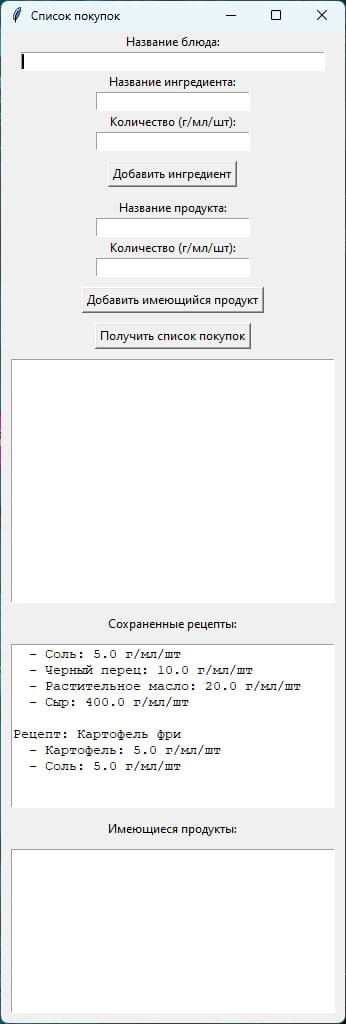 Список покупок
Название блюда:
Название ингредиента:
Количество (г/мл/шт):
Добавить ингредиент
Название продукта:
Количество (г/мл/шт):
Добавить имеющийся продукт
Получить список покупок
Сохраненные рецепты:
- Соль: 5.0 г/мл/шт
- Черный перец: 10.0 г/мл/шт
- Растительное масло: 20.0 г/мл/шт
- Сыр: 400.0 г/мл/шт
Рецепт: Картофель фри
- Картофель: 5.0 г/мл/шт
- Соль: 5.0 г/мл/шт
Имеющиеся продукты: